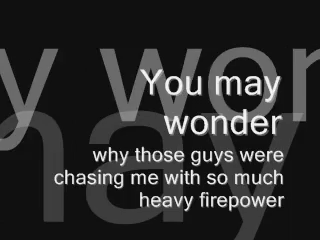 You may
wonder
why those guys were
chasing me with so much
heavy firepower